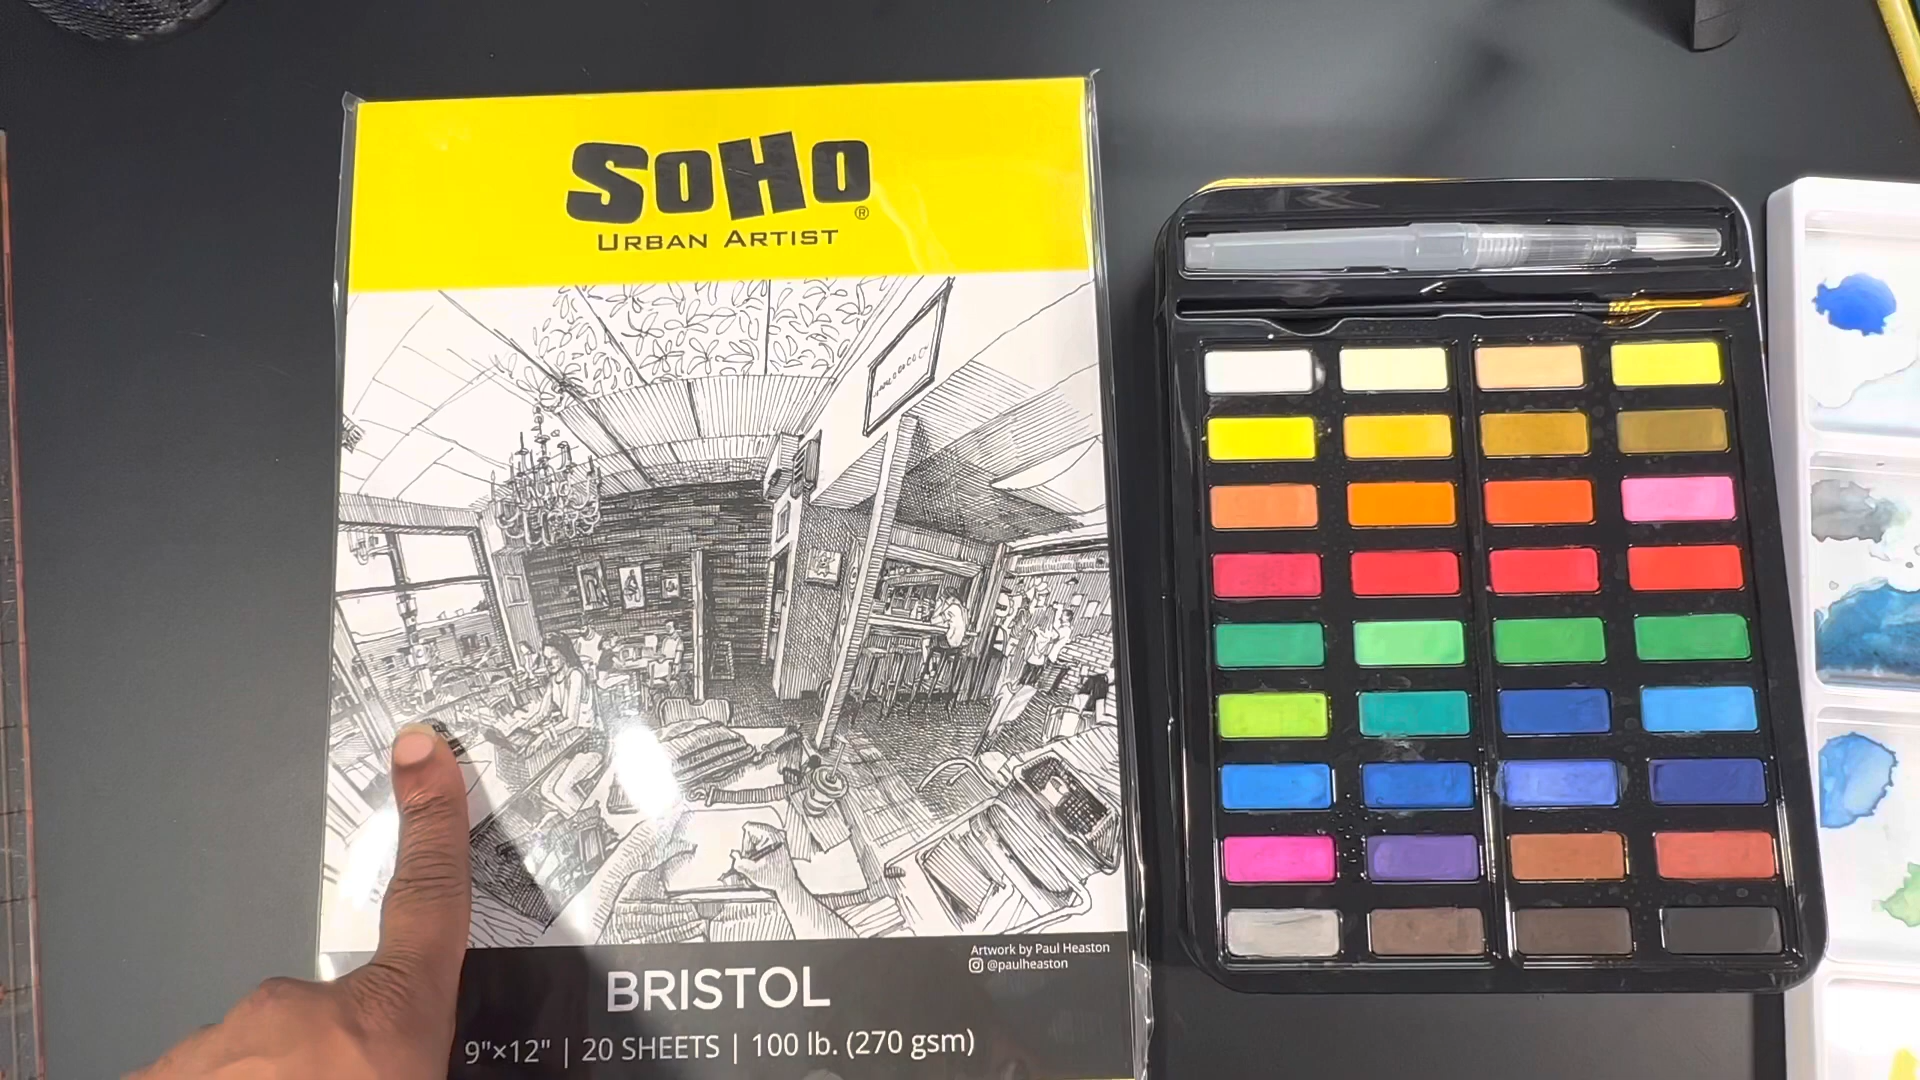 SoHo®
URBAN ARTIST
Artwork by Paul Heaston
@paulheaston
BRISTOL
9"×12" | 20 SHEETS | 100 lb. (270 gsm)